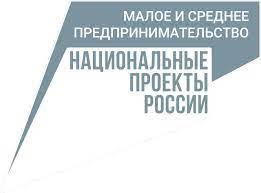 МАЛОЕ И СРЕДНЕЕ
ПРЕДПРИНИМАТЕЛЬСТВО
НАЦИОНАЛЬНЫЕ
ПРОЕКТЫ
РОССИИ